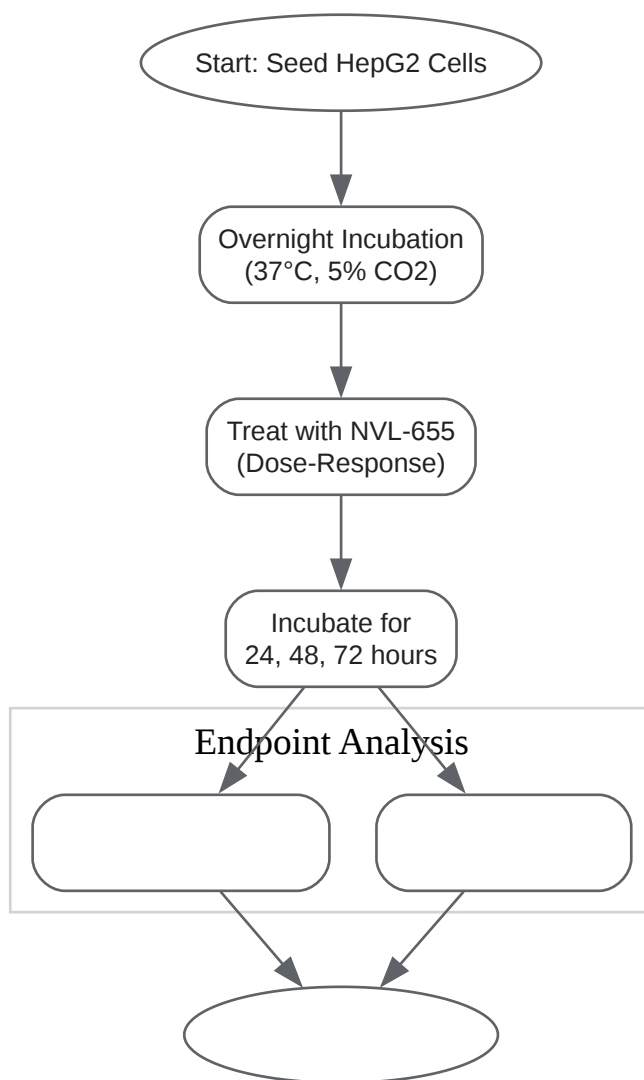 Start: Seed HepG2 Cells
Overnight Incubation
(37°C, 5% CO2)
Treat with NVL-655
(Dose-Response)
Incubate for
24, 48, 72 hours
Endpoint Analysis